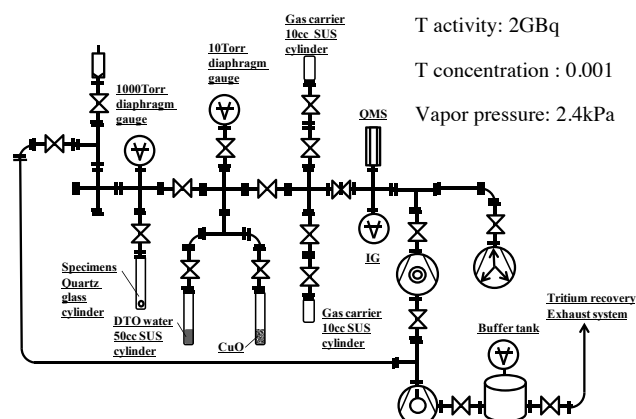 Gas carrier
10cc SUS
cylinder
T activity: 2GBq
T concentration : 0.001
Vapor pressure: 2.4kPa
10Torr
diaphragm
gauge
1000Torr
diaphragm
gauge
QMS
IG
Specimens
Quartz
glass
cylinder
DTO water
50cc SUS
cylinder
CuO
Gas carrier
10cc SUS
cylinder
Buffer tank
Tritium recovery
Exhaust system